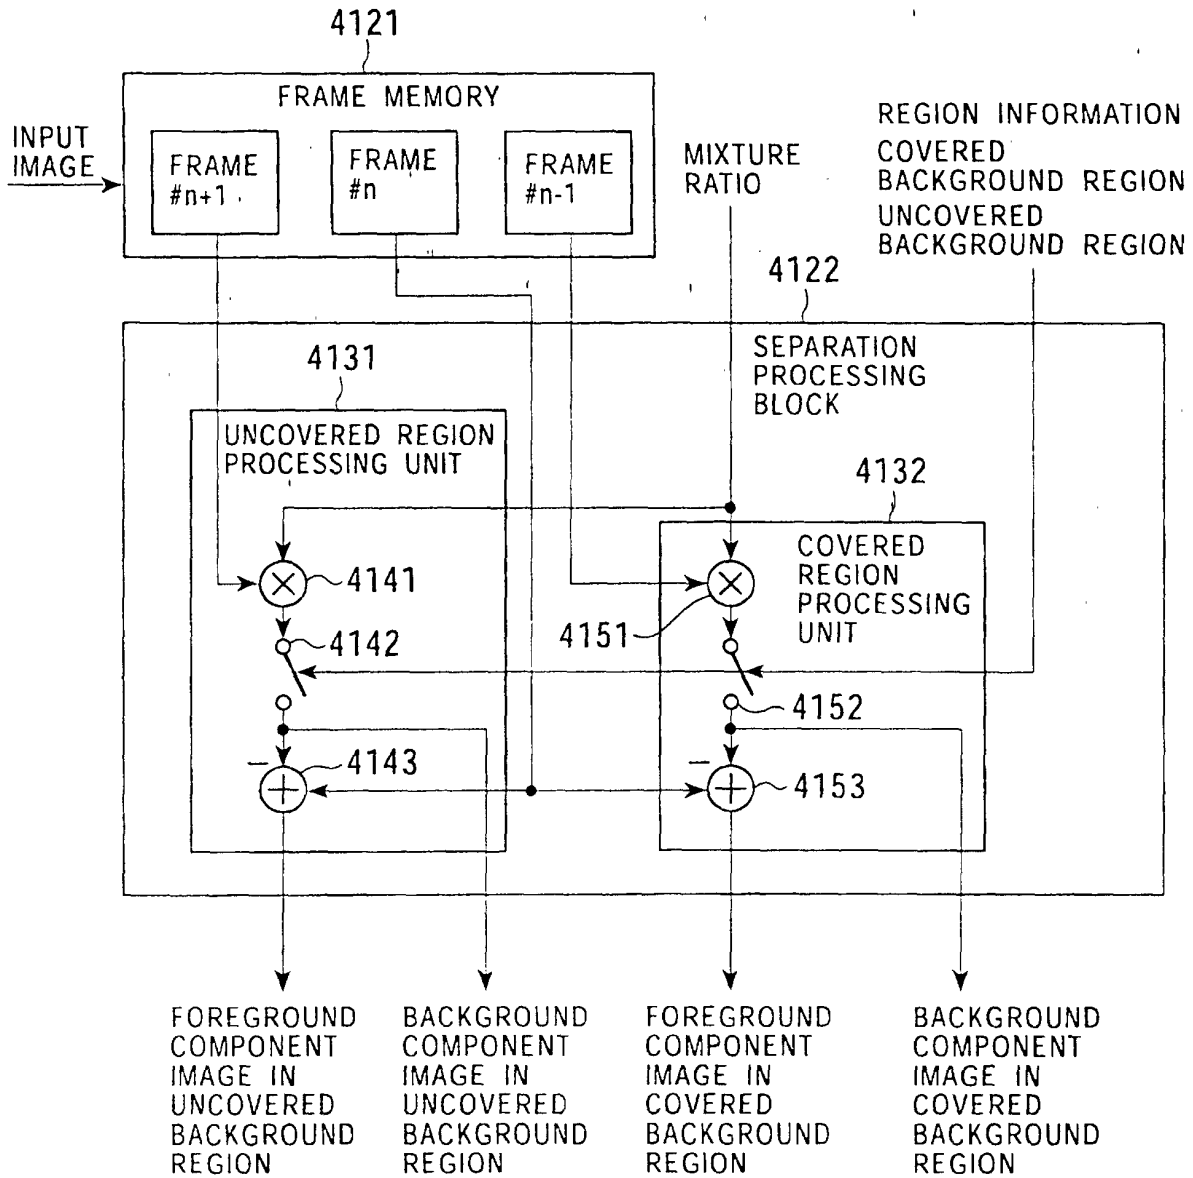 4121
FRAME MEMORY
INPUT
IMAGE
FRAME
#n+1
FRAME
#n
FRAME
#n-1
MIXTURE
RATIO
REGION INFORMATION
COVERED
BACKGROUND REGION
UNCOVERED
BACKGROUND REGION
4122
SEPARATION
PROCESSING
BLOCK
4131
UNCOVERED REGION
PROCESSING UNIT
4132
COVERED
REGION
PROCESSING
UNIT
4141
4151
4142
4152
4143
4153
FOREGROUND
COMPONENT
IMAGE IN
UNCOVERED
BACKGROUND
REGION
BACKGROUND
COMPONENT
IMAGE IN
UNCOVERED
BACKGROUND
REGION
FOREGROUND
COMPONENT
IMAGE IN
COVERED
BACKGROUND
REGION
BACKGROUND
COMPONENT
IMAGE IN
COVERED
BACKGROUND
REGION